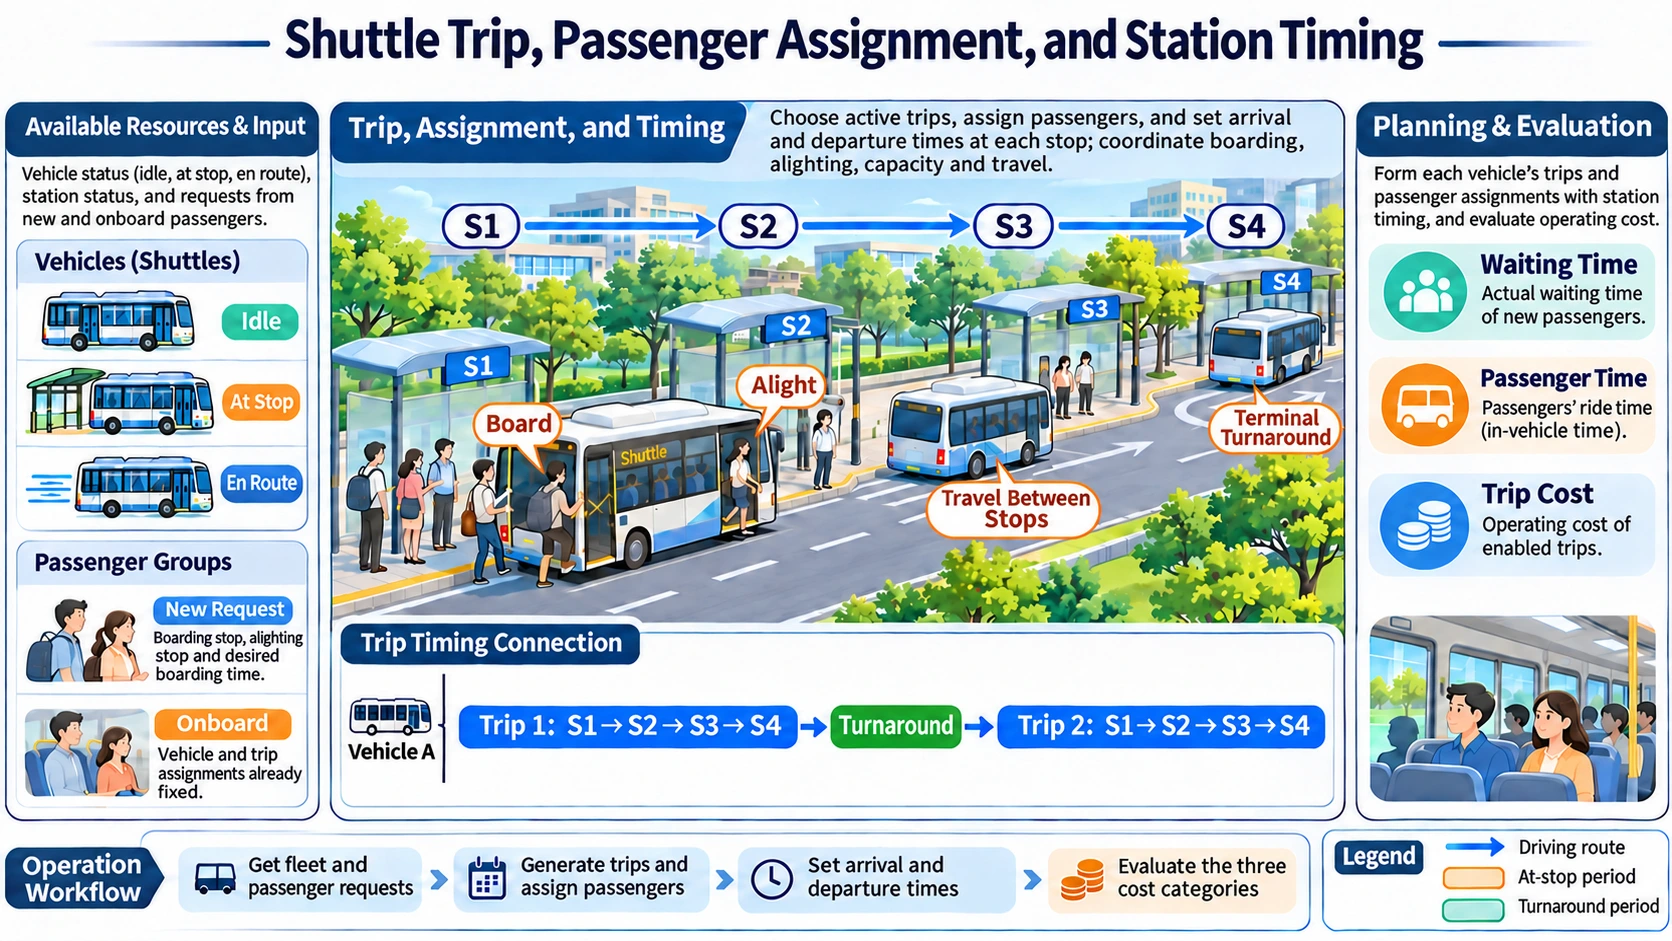 Shuttle Trip, Passenger Assignment, and Station Timing
Available Resources & Input
Vehicle status (idle, at stop, en route),
station status, and requests from
new and onboard passengers.
Vehicles (Shuttles)
Idle
At Stop
En Route
Passenger Groups
New Request
Boarding stop, alighting
stop and desired
boarding time.
Onboard
Vehicle and trip
assignments already
fixed.
Trip, Assignment, and Timing
Choose active trips, assign passengers, and set arrival
and departure times at each stop; coordinate boarding,
alighting, capacity and travel.
S1
S2
S3
S4
S1
S2
S3
S4
Board
Alight
Shuttle
Travel Between
Stops
Terminal
Turnaround
Trip Timing Connection
Vehicle A
Trip 1: S1→S2→S3→S4
Turnaround
Trip 2: S1→S2→S3→S4
Planning & Evaluation
Form each vehicle's trips and
passenger assignments with station
timing, and evaluate operating cost.
Waiting Time
Actual waiting time
of new passengers.
Passenger Time
Passengers' ride time
(in-vehicle time).
Trip Cost
Operating cost of
enabled trips.
Operation
Workflow
Get fleet and
passenger requests
Generate trips and
assign passengers
Set arrival and
departure times
Evaluate the three
cost categories
Legend
Driving route
At-stop period
Turnaround period